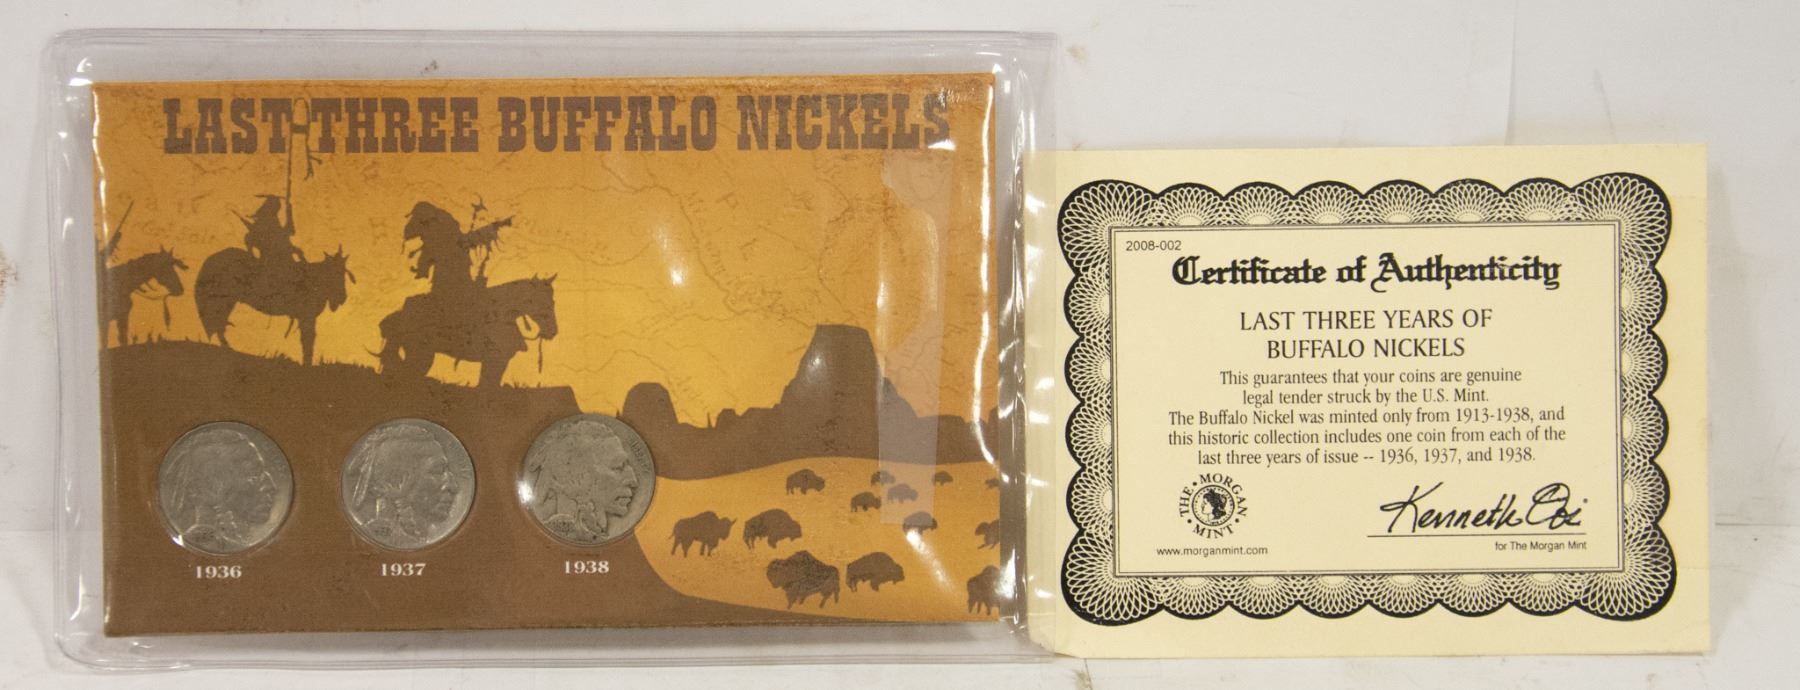 LAST THREE BUFFALO NICKELS
1936
1937
1938
2008-002
Certificate of Authenticity
LAST THREE YEARS OF
BUFFALO NICKELS
This guarantees that your coins are genuine
legal tender struck by the U.S. Mint.
The Buffalo Nickel was minted only from 1913-1938, and
this historic collection includes one coin from each of the
last three years of issue -- 1936, 1937, and 1938.
THE • MORGAN • MINT •
www.morganmint.com
Kenneth
for The Morgan Mint